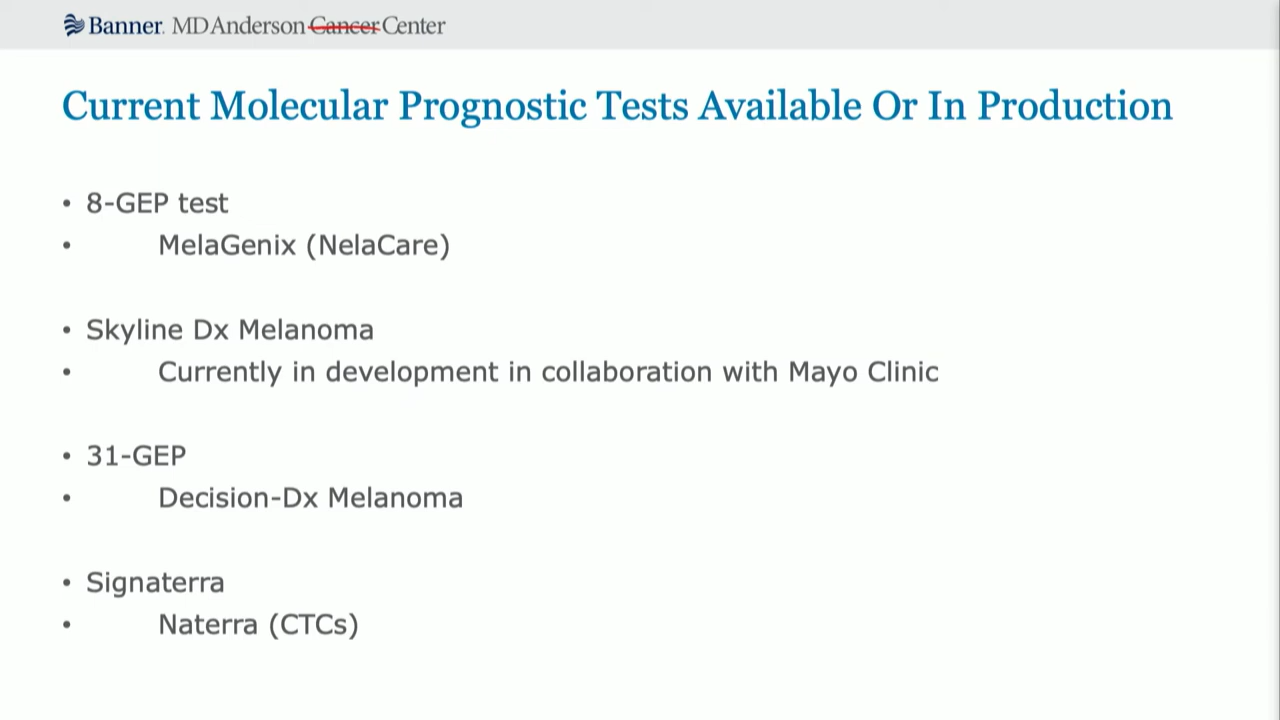 Banner. MD Anderson Cancer Center
Current Molecular Prognostic Tests Available Or In Production
• 8-GEP test
• MelaGenix (NelaCare)
• Skyline Dx Melanoma
• Currently in development in collaboration with Mayo Clinic
• 31-GEP
• Decision-Dx Melanoma
• Signaterra
• Naterra (CTCs)